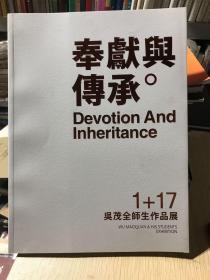 奉獻與
傳承。
Devotion And
Inheritance
1+17
吳茂全師生作品展
WU MAOQUAN & HIS STUDENTS
EXHIBITION